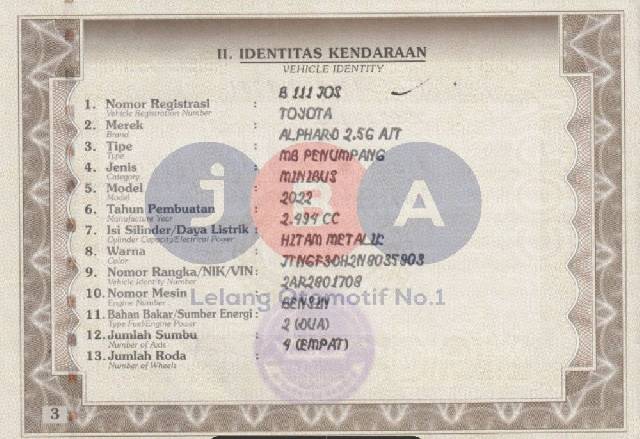 II. IDENTITAS KENDARAAN
VEHICLE IDENTITY
1. Nomor Registrasi : B 111 JOS
Vehicle Registration Number
2. Merek : TOYOTA
Brand
3. Tipe : ALPHARD 2.5G A/T
Type
4. Jenis : MB PENUMPANG
Category
5. Model : MINIBUS
Model
6. Tahun Pembuatan : 2022
Manufacture Year
7. Isi Silinder/Daya Listrik : 2.494 CC
Cylinder Capacity/Electrical Power
8. Warna : HITAM METALIK
Color
9. Nomor Rangka/NIK/VIN : JTNGF30H2N8035803
Vehicle Identity Number
10. Nomor Mesin : 2AR2801708
Engine Number
11. Bahan Bakar/Sumber Energi : BENSIN
Type Fuel/Engine Power
12. Jumlah Sumbu : 2 (DUA)
Number of Axis
13. Jumlah Roda : 4 (EMPAT)
Number of Wheels
JBA
Lelang Otomotif No.1
3